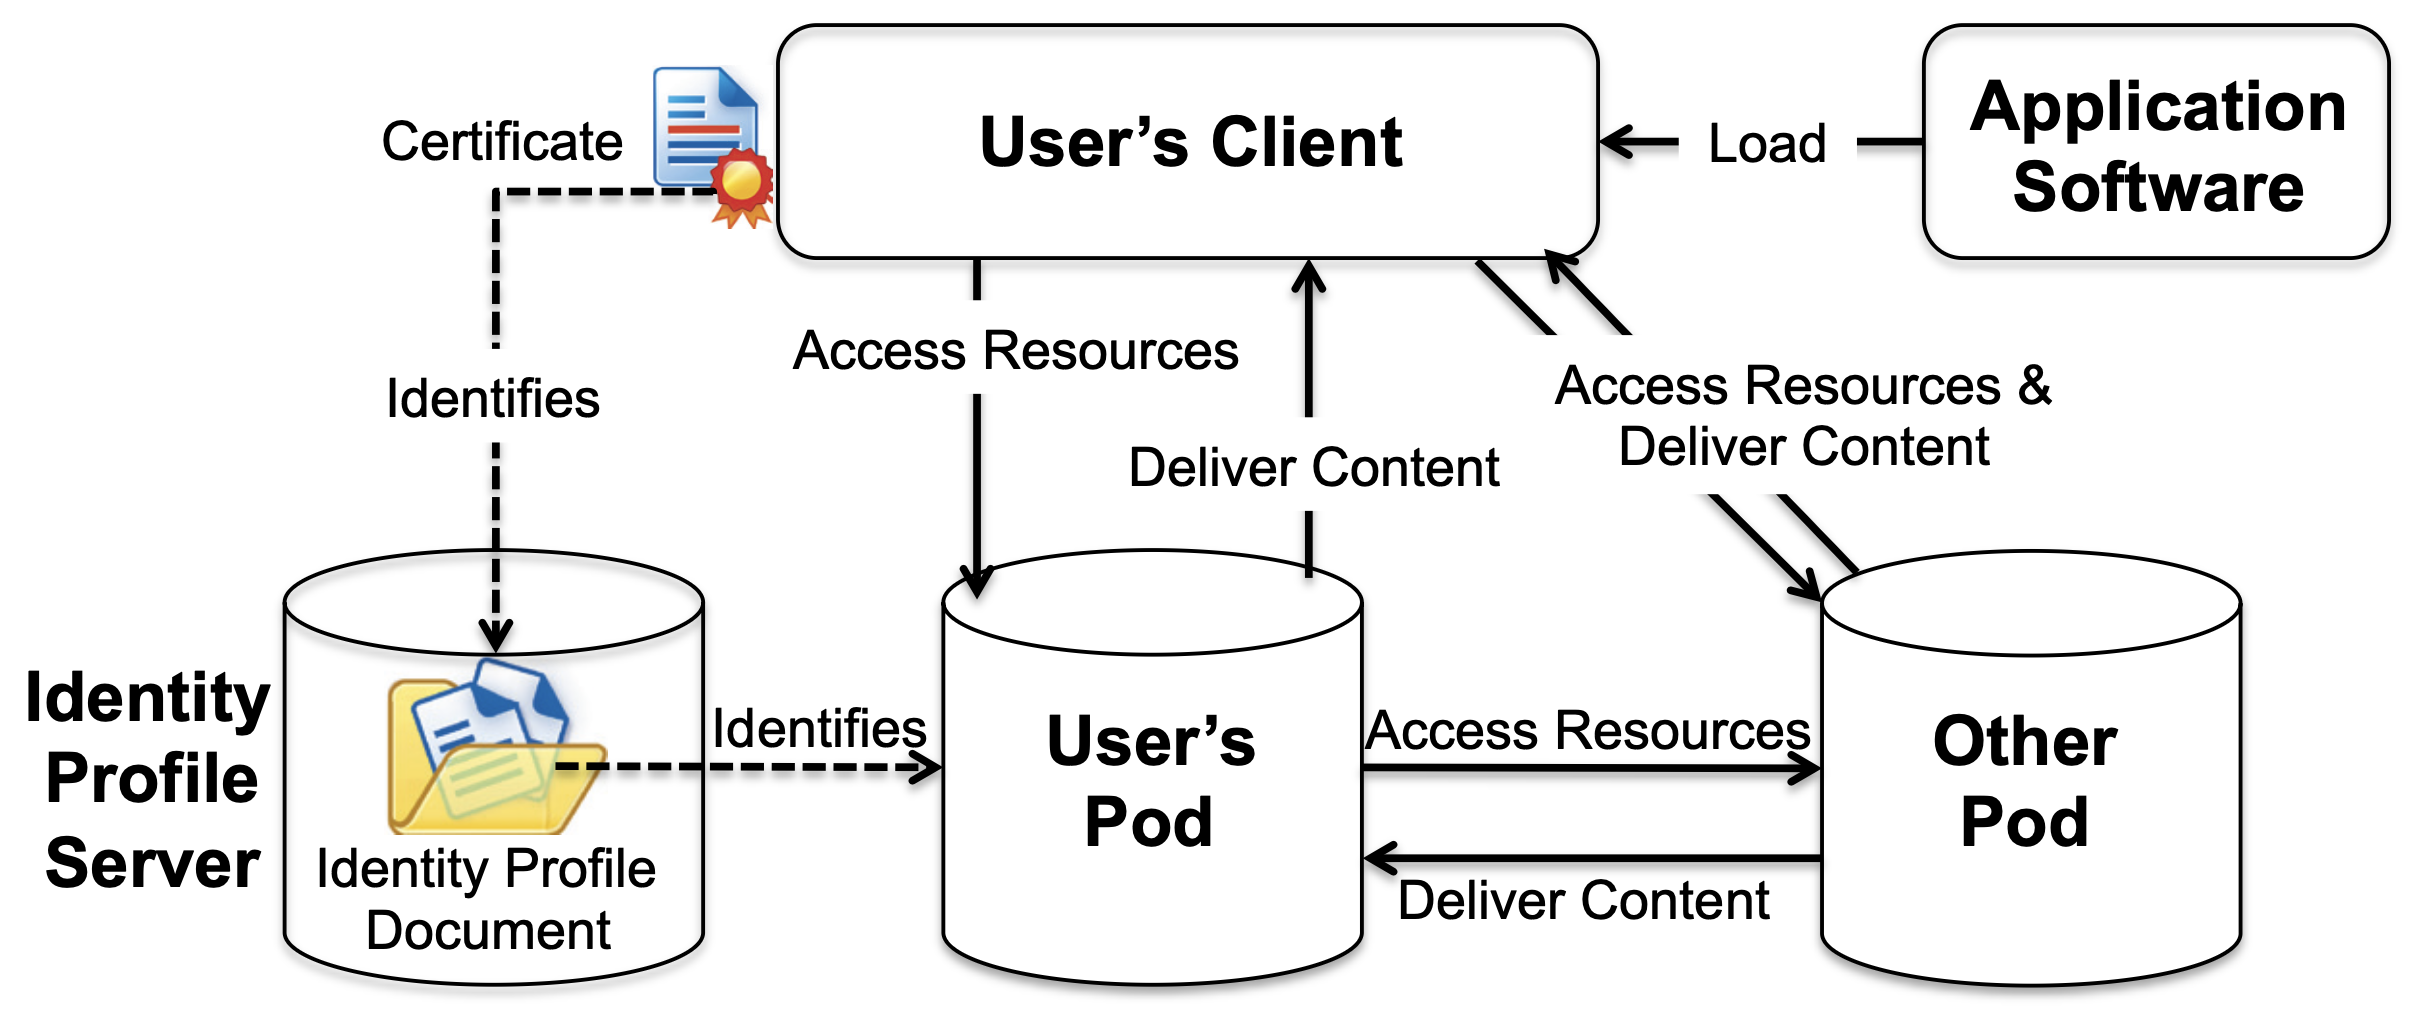 Certificate
User’s Client
Load
Application
Software
Identifies
Access Resources
Deliver Content
Access Resources &
Deliver Content
Identity
Profile
Server
Identity Profile
Document
Identifies
User’s
Pod
Access Resources
Deliver Content
Other
Pod